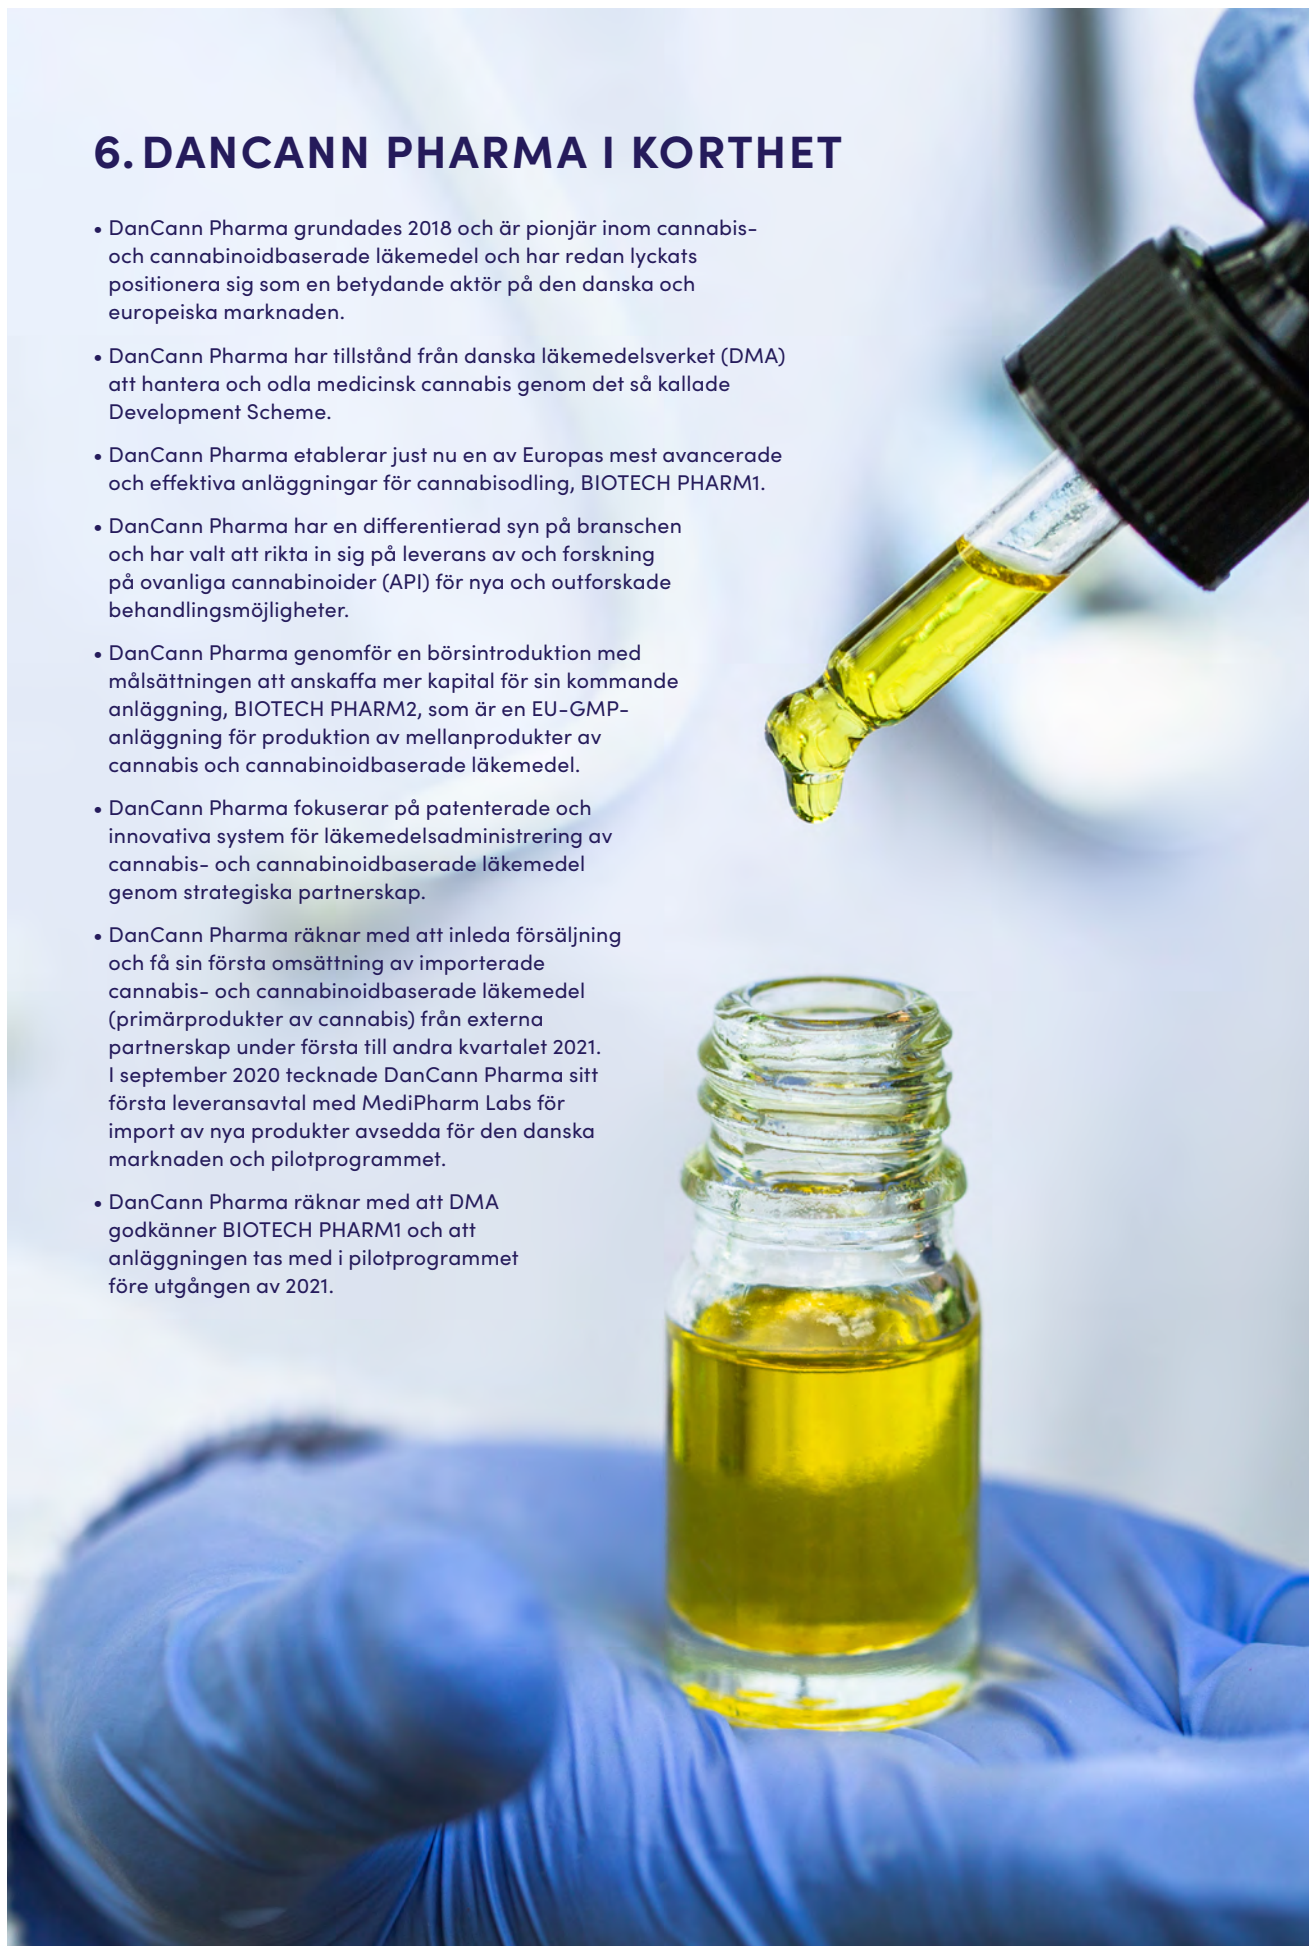 6. DANCANN PHARMA I KORTHET
• DanCann Pharma grundades 2018 och är pionjär inom cannabis-
och cannabinoidbaserade läkemedel och har redan lyckats
positionera sig som en betydande aktör på den danska och
europeiska marknaden.
• DanCann Pharma har tillstånd från danska läkemedelsverket (DMA)
att hantera och odla medicinsk cannabis genom det så kallade
Development Scheme.
• DanCann Pharma etablerar just nu en av Europas mest avancerade
och effektiva anläggningar för cannabisodling, BIOTECH PHARM1.
• DanCann Pharma har en differentierad syn på branschen
och har valt att rikta in sig på leverans av och forskning
på ovanliga cannabinoider (API) för nya och outforskade
behandlingsmöjligheter.
• DanCann Pharma genomför en börsintroduktion med
målsättningen att anskaffa mer kapital för sin kommande
anläggning, BIOTECH PHARM2, som är en EU-GMP-
anläggning för produktion av mellanprodukter av
cannabis och cannabinoidbaserade läkemedel.
• DanCann Pharma fokuserar på patenterade och
innovativa system för läkemedelsadministrering av
cannabis- och cannabinoidbaserade läkemedel
genom strategiska partnerskap.
• DanCann Pharma räknar med att inleda försäljning
och få sin första omsättning av importerade
cannabis- och cannabinoidbaserade läkemedel
(primärprodukter av cannabis) från externa
partnerskap under första till andra kvartalet 2021.
I september 2020 tecknade DanCann Pharma sitt
första leveransavtal med MediPharm Labs för
import av nya produkter avsedda för den danska
marknaden och pilotprogrammet.
• DanCann Pharma räknar med att DMA
godkänner BIOTECH PHARM1 och att
anläggningen tas med i pilotprogrammet
före utgången av 2021.